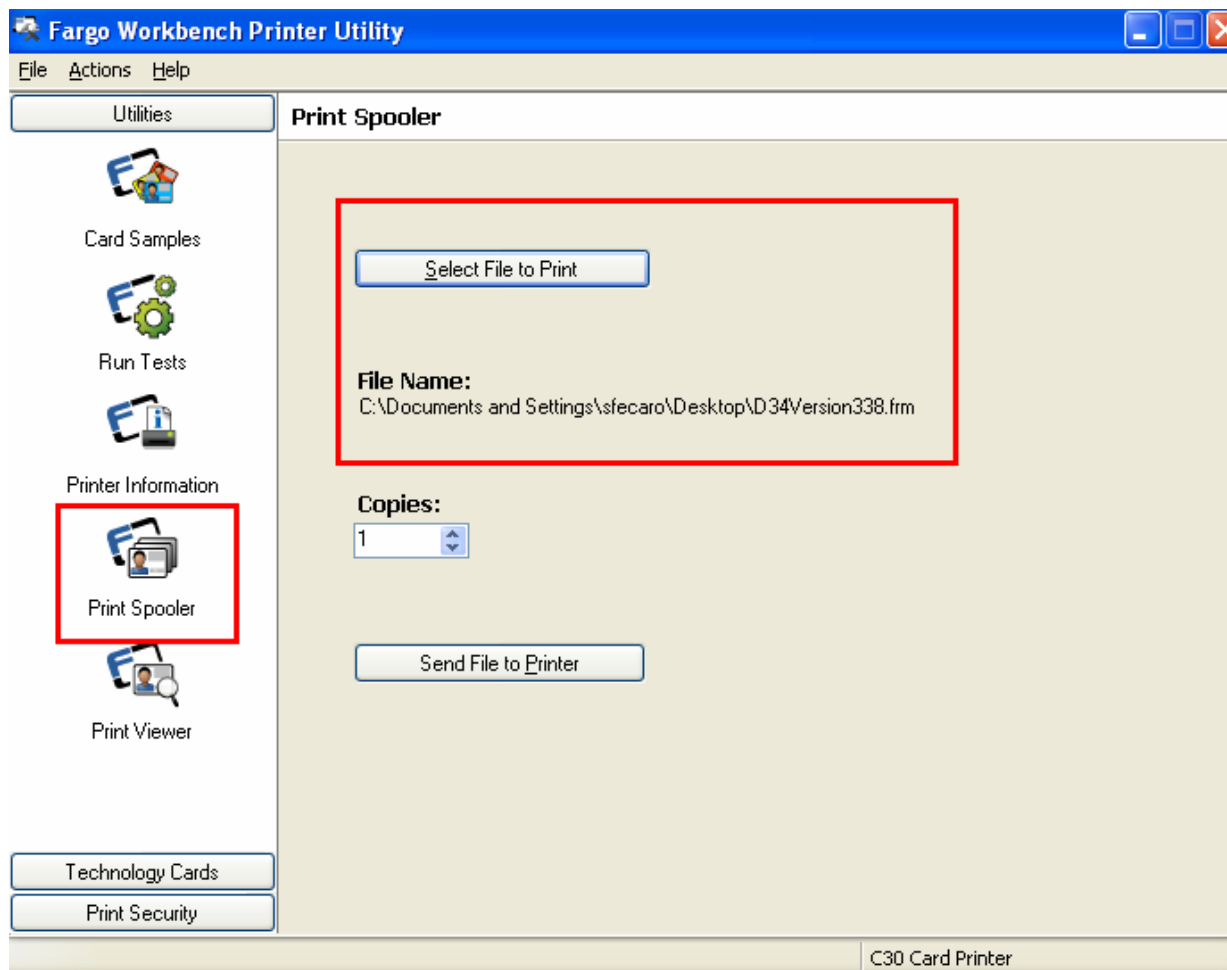 Fargo Workbench Printer Utility
File Actions Help
Utilities
Card Samples
Run Tests
Printer Information
Print Spooler
Print Viewer
Technology Cards
Print Security
Print Spooler
Select File to Print
File Name:
C:\Documents and Settings\sfecaro\Desktop\D34Version338.frm
Copies:
1
Send File to Printer
C30 Card Printer